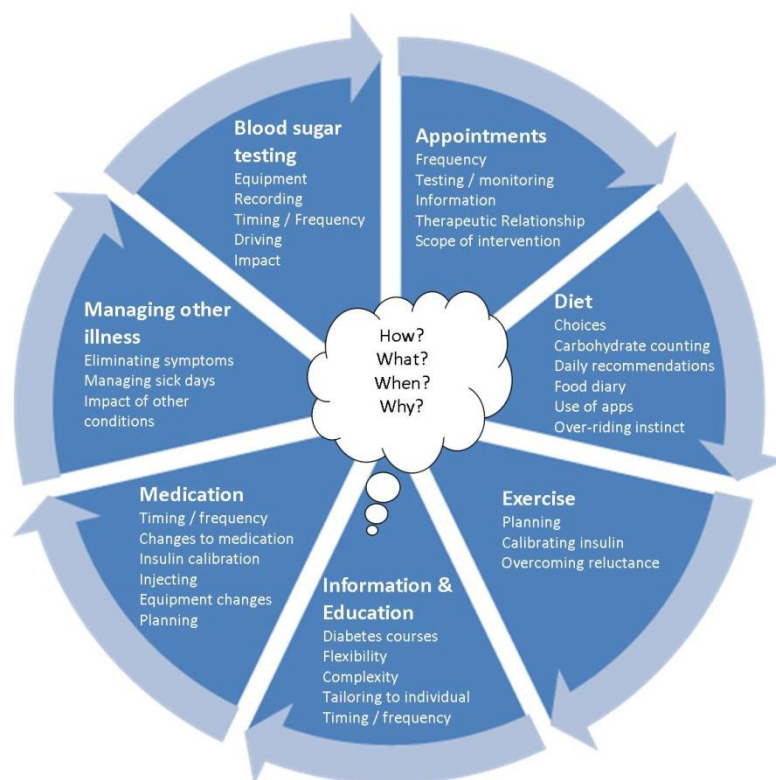 Blood sugar
testing
Equipment
Recording
Timing / Frequency
Driving
Impact
Appointments
Frequency
Testing / monitoring
Information
Therapeutic Relationship
Scope of intervention
Diet
Choices
Carbohydrate counting
Daily recommendations
Food diary
Use of apps
Over-riding instinct
Exercise
Planning
Calibrating insulin
Overcoming reluctance
Information &
Education
Diabetes courses
Flexibility
Complexity
Tailoring to individual
Timing / frequency
Medication
Timing / frequency
Changes to medication
Insulin calibration
Injecting
Equipment changes
Planning
Managing other
illness
Eliminating symptoms
Managing sick days
Impact of other
conditions
How?
What?
When?
Why?